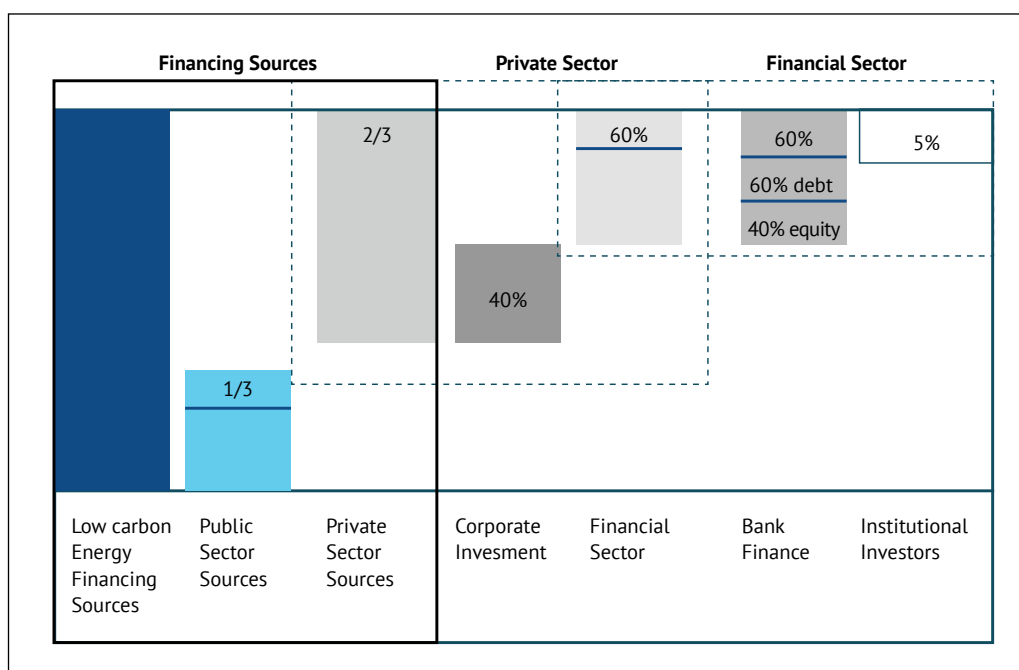 Financing Sources
Private Sector
Financial Sector
2/3
60%
60%
5%
60% debt
40% equity
40%
1/3
Low carbon
Energy
Financing
Sources
Public
Sector
Sources
Private
Sector
Sources
Corporate
Invesment
Financial
Sector
Bank
Finance
Institutional
Investors